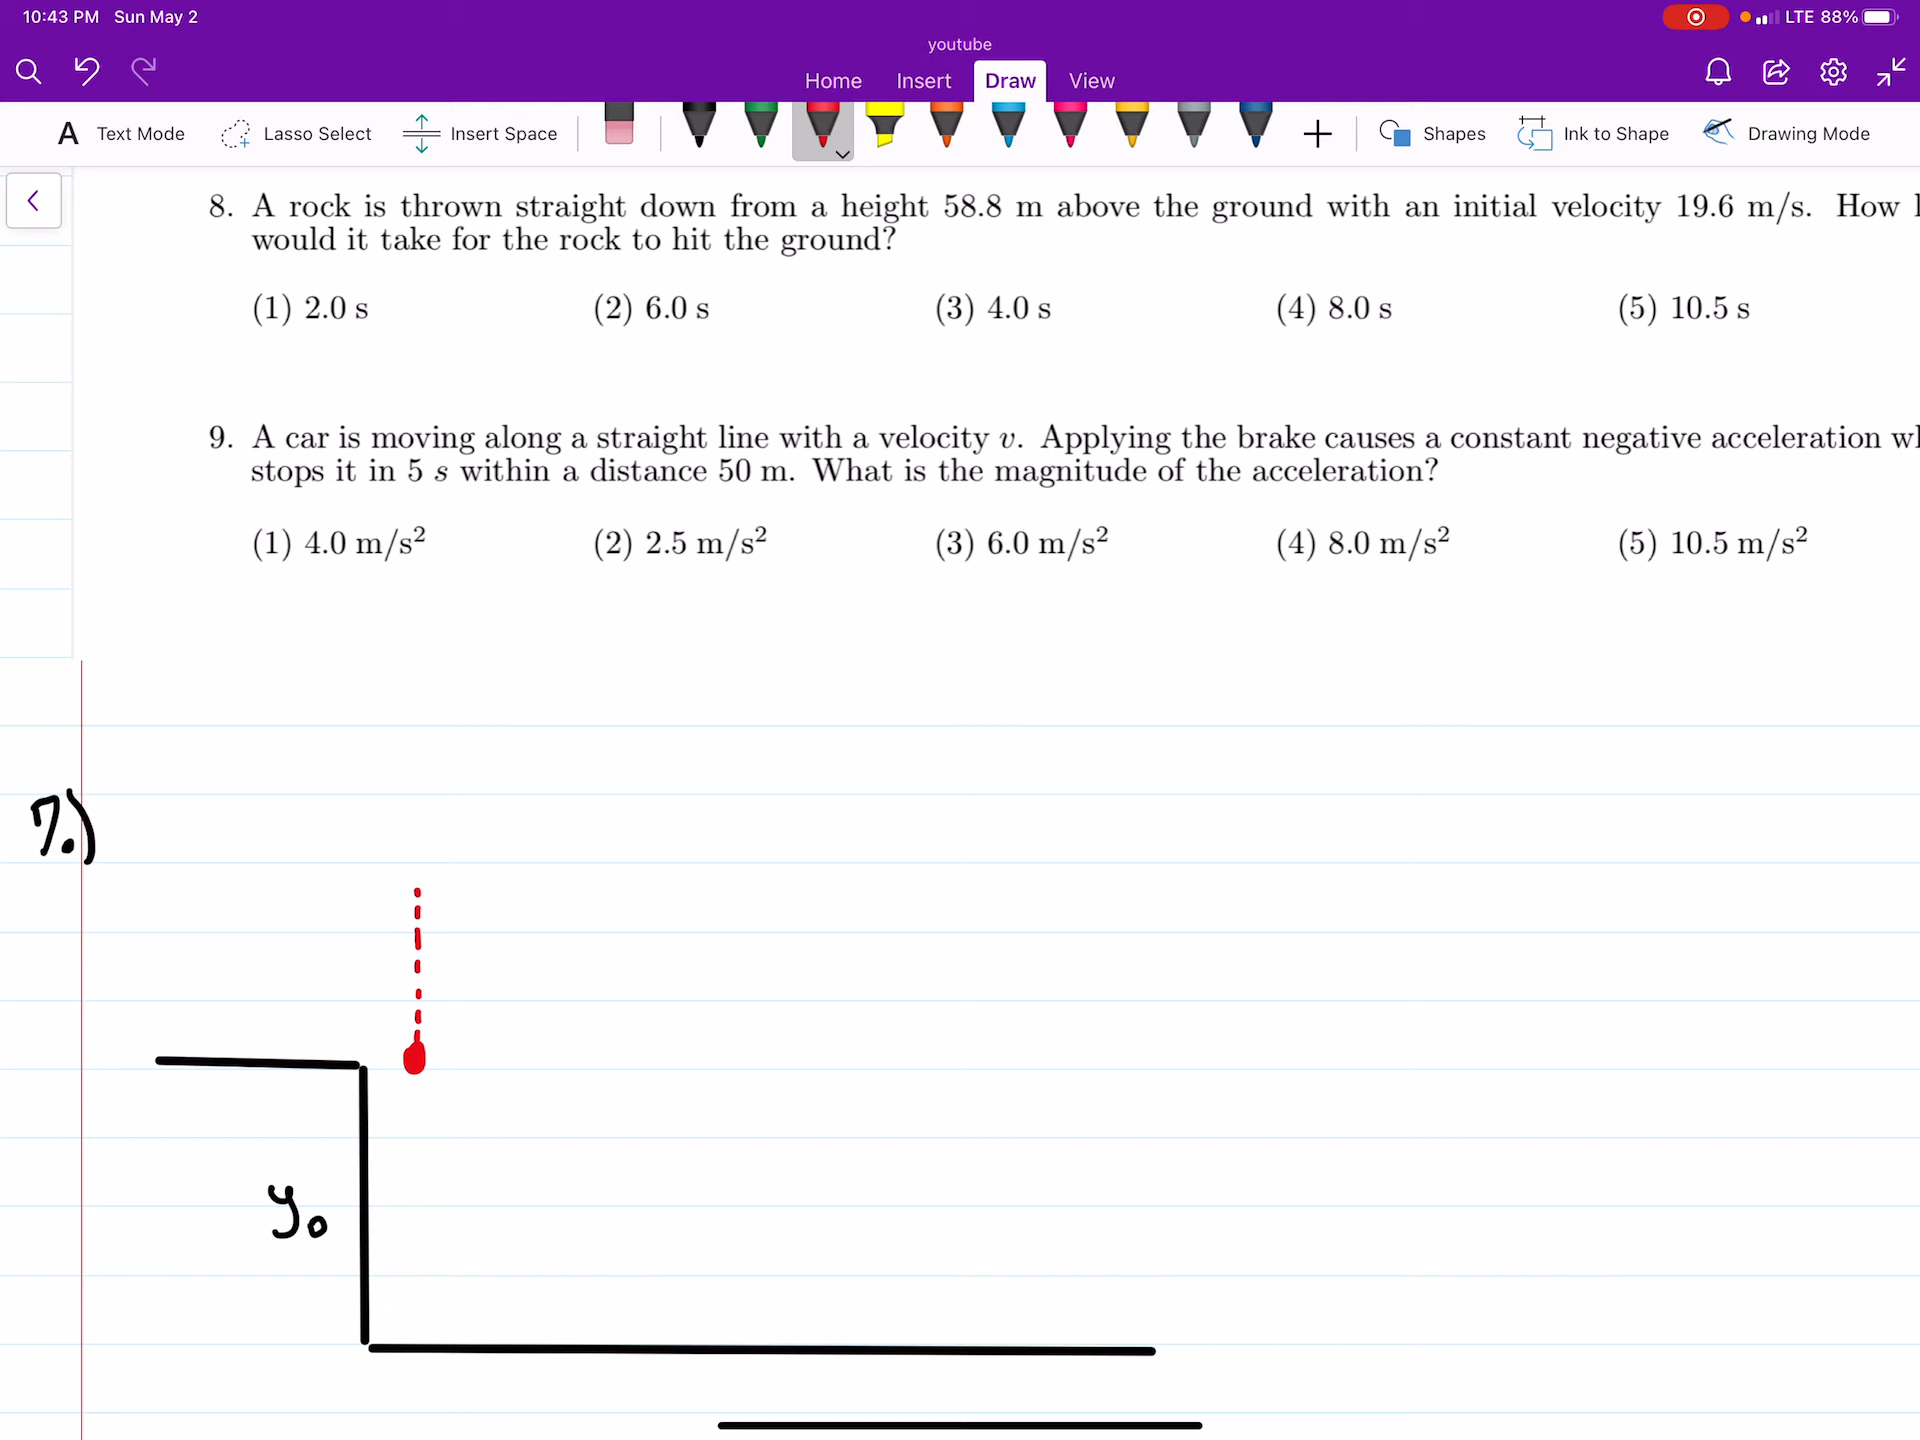 10:43 PM Sun May 2
LTE 88%
youtube
Home Insert Draw View
A Text Mode Lasso Select Insert Space Shapes Ink to Shape Drawing Mode
8. A rock is thrown straight down from a height 58.8 m above the ground with an initial velocity 19.6 m/s. How
would it take for the rock to hit the ground?
(1) 2.0 s (2) 6.0 s (3) 4.0 s (4) 8.0 s (5) 10.5 s
9. A car is moving along a straight line with a velocity v. Applying the brake causes a constant negative acceleration
stops it in 5 s within a distance 50 m. What is the magnitude of the acceleration?
(1) 4.0 m/s² (2) 2.5 m/s² (3) 6.0 m/s² (4) 8.0 m/s² (5) 10.5 m/s²
7.)
y₀